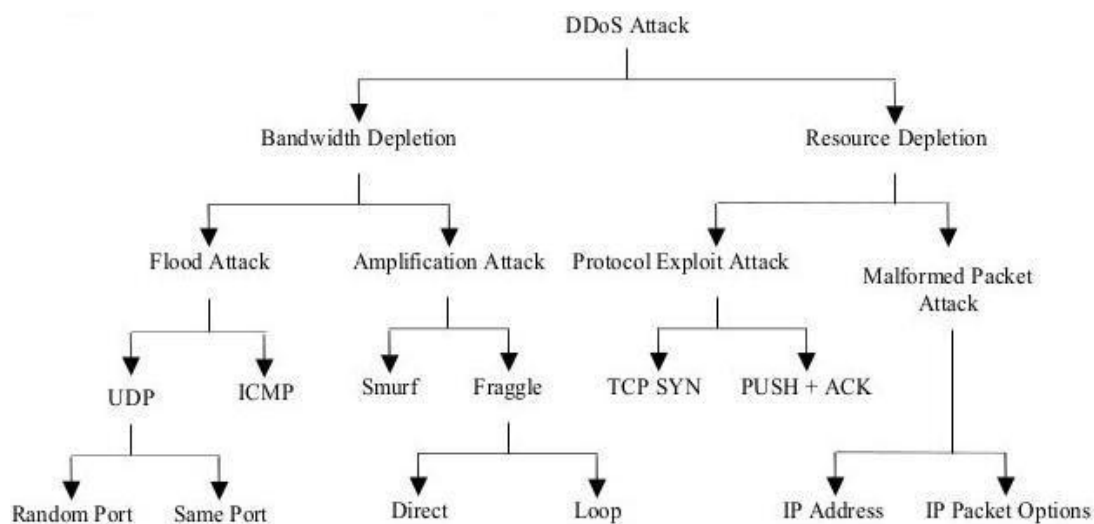 DDoS Attack
Bandwidth Depletion
Resource Depletion
Flood Attack
Amplification Attack
Protocol Exploit Attack
Malformed Packet
Attack
UDP
ICMP
Smurf
Fraggle
TCP SYN
PUSH + ACK
Random Port
Same Port
Direct
Loop
IP Address
IP Packet Options